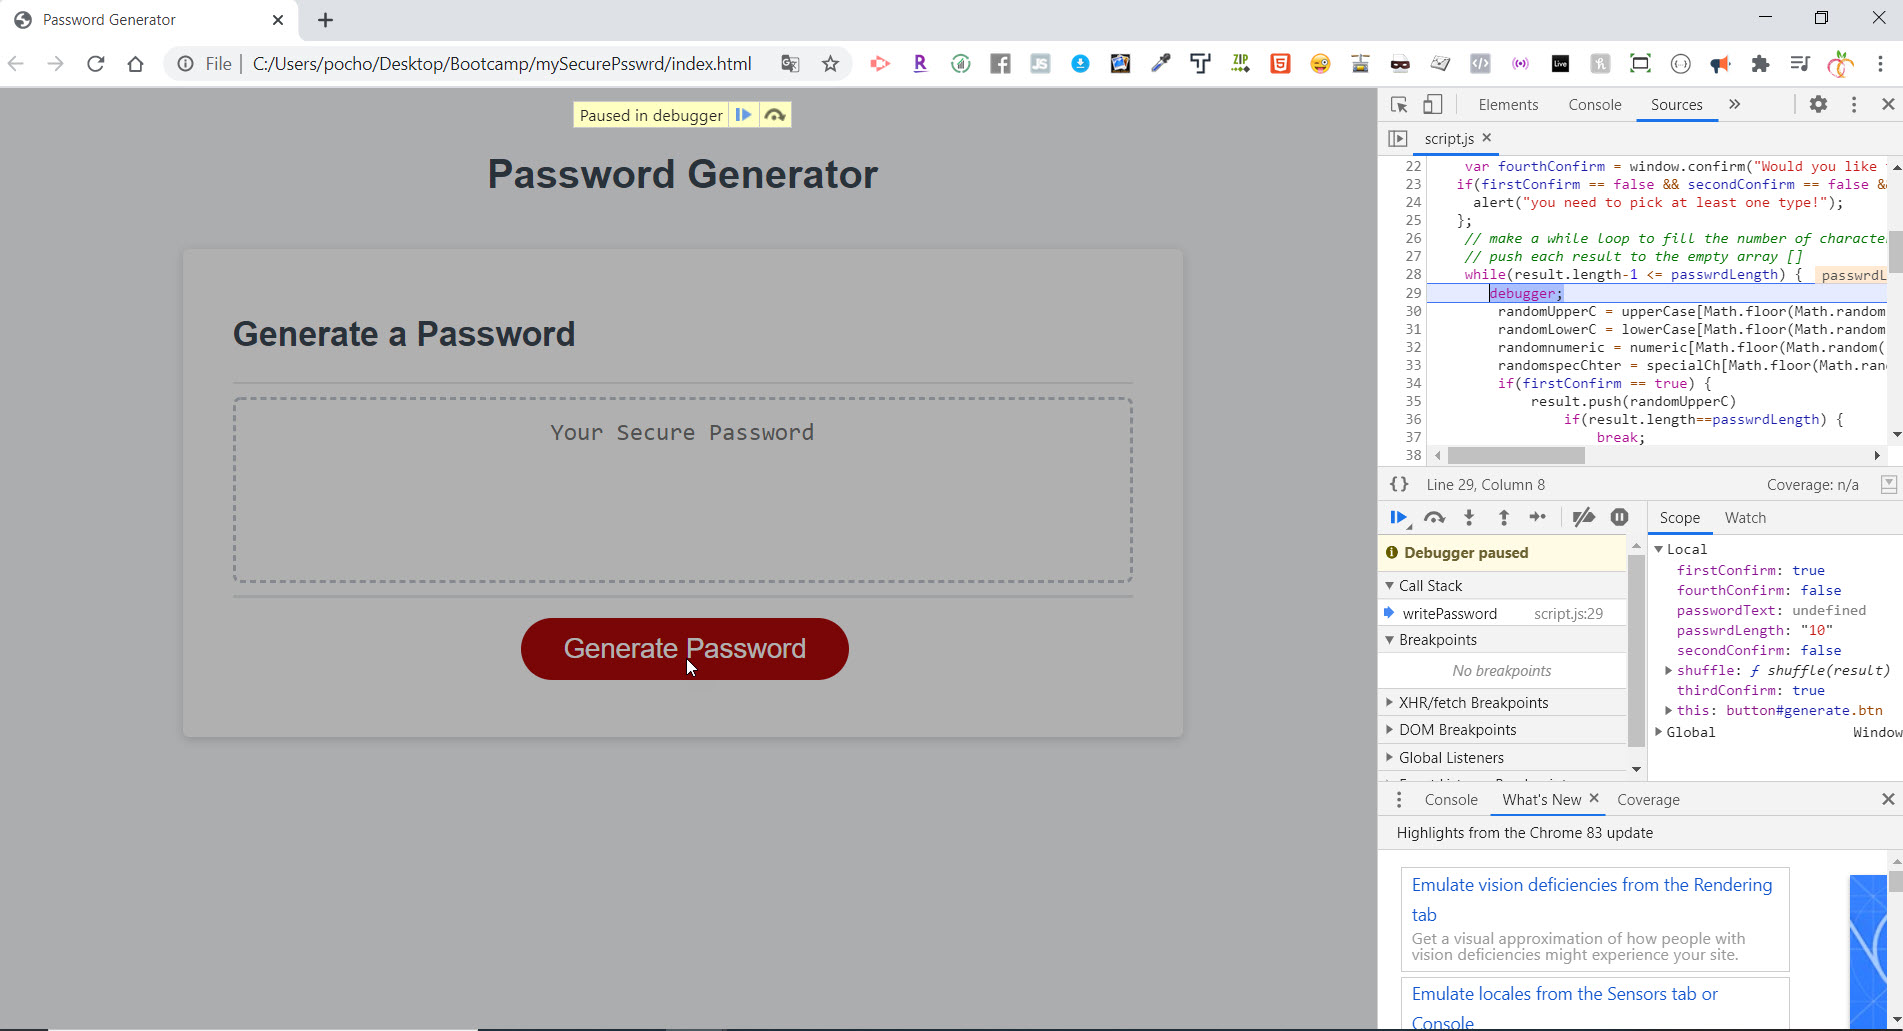 Password Generator
File
C:/Users/pocho/Desktop/Bootcamp/mySecurePsswrd/index.html
Paused in debugger
Password Generator
Generate a Password
Your Secure Password
Generate Password
Elements Console Sources
script.js
22 var fourthConfirm = window.confirm("Would you like
23 if(firstConfirm == false && secondConfirm == false &
24 alert("you need to pick at least one type!");
25 };
26 // make a while loop to fill the number of characte
27 // push each result to the empty array []
28 while(result.length-1 <= passwrdLength) { passwrdL
29 debugger;
30 randomUpperC = upperCase[Math.floor(Math.random
31 randomLowerC = lowerCase[Math.floor(Math.random
32 randomnumeric = numeric[Math.floor(Math.random(
33 randomspecChter = specialCh[Math.floor(Math.ran
34 if(firstConfirm == true) {
35 result.push(randomUpperC)
36 if(result.length==passwrdLength) {
37 break;
38
{} Line 29, Column 8 Coverage: n/a
Scope Watch
Debugger paused
Call Stack
writePassword script.js:29
Breakpoints
No breakpoints
XHR/fetch Breakpoints
DOM Breakpoints
Global Listeners
Local
firstConfirm: true
fourthConfirm: false
passwordText: undefined
passwrdLength: "10"
secondConfirm: false
shuffle: ƒ shuffle(result)
thirdConfirm: true
this: button#generate.btn
Global Window
Console What's New Coverage
Highlights from the Chrome 83 update
Emulate vision deficiencies from the Rendering
tab
Get a visual approximation of how people with
vision deficiencies might experience your site.
Emulate locales from the Sensors tab or
Console